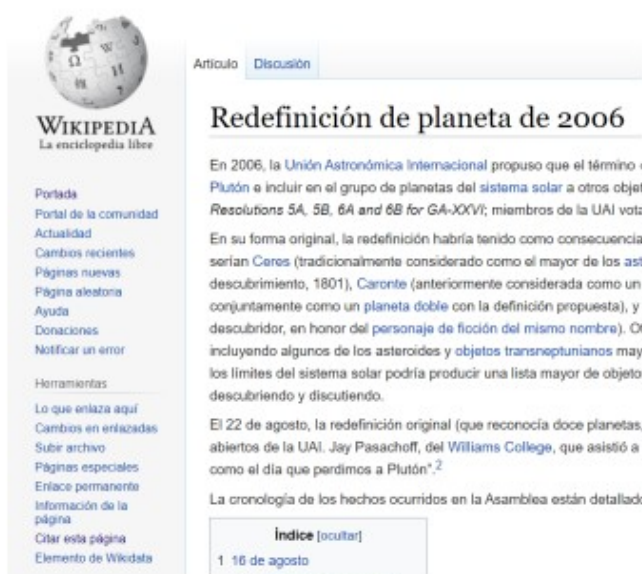 WIKIPEDIA
La enciclopedia libre
Portada
Portal de la comunidad
Actualidad
Cambios recientes
Páginas nuevas
Página aleatoria
Ayuda
Donaciones
Notificar un error
Herramientas
Lo que enlaza aquí
Cambios en enlazadas
Subir archivo
Páginas especiales
Enlace permanente
Información de la
página
Citar esta página
Elemento de Wikidata
Artículo Discusión
Redefinición de planeta de 2006
En 2006, la Unión Astronómica Internacional propuso que el término
Plutón e incluir en el grupo de planetas del sistema solar a otros
Resolutions 5A, 5B, 6A and 6B for GA-XXVI; miembros de la UAI
En su forma original, la redefinición habría tenido como consecuencia
serían Ceres (tradicionalmente considerado como el mayor de los
descubrimiento, 1801), Caronte (anteriormente considerada como un
conjuntamente como un planeta doble con la definición propuesta), y
descubridor, en honor del personaje de ficción del mismo nombre).
incluyendo algunos de los asteroides y objetos transneptunianos
los límites del sistema solar podría producir una lista mayor de
descubriendo y discutiendo.
El 22 de agosto, la redefinición original (que reconocía doce planetas,
abiertos de la UAI. Jay Pasachoff, del Williams College, que asistió a
como el día que perdimos a Plutón".2
La cronología de los hechos ocurridos en la Asamblea están
Índice [ocultar]
1 16 de agosto